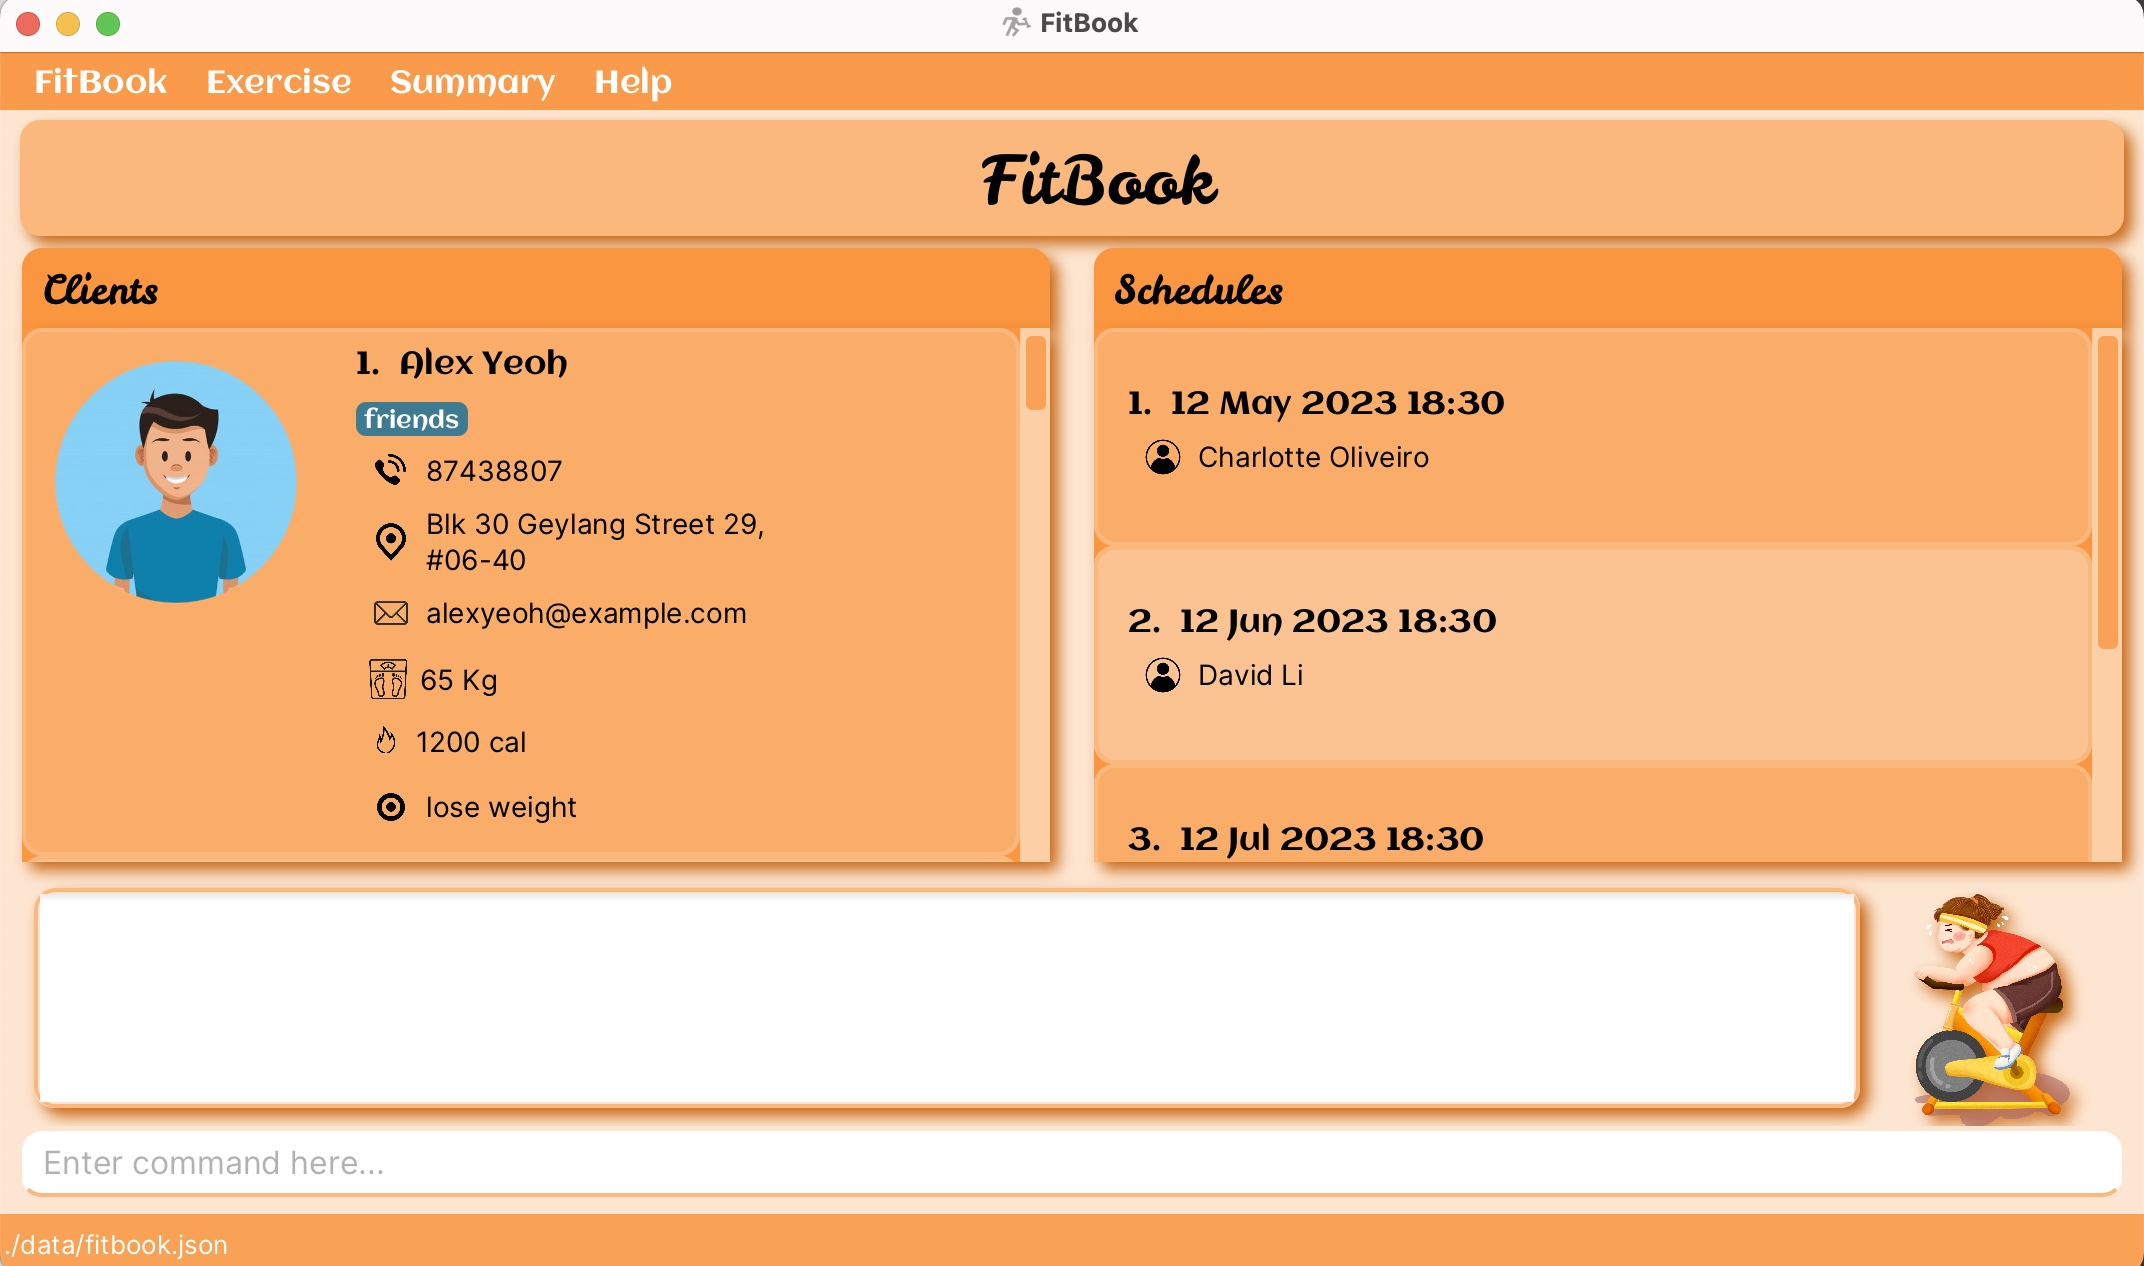 FitBook
FitBook Exercise Summary Help
FitBook
Clients
1. Alex Yeoh
friends
87438807
Blk 30 Geylang Street 29,
#06-40
alexyeoh@example.com
65 Kg
1200 cal
lose weight
Schedules
1. 12 May 2023 18:30
Charlotte Oliveiro
2. 12 Jun 2023 18:30
David Li
3. 12 Jul 2023 18:30
Enter command here...
./data/fitbook.json